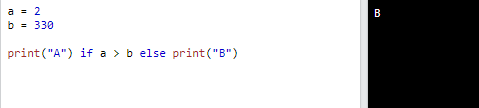 a = 2
b = 330
print("A") if a > b else print("B")
B